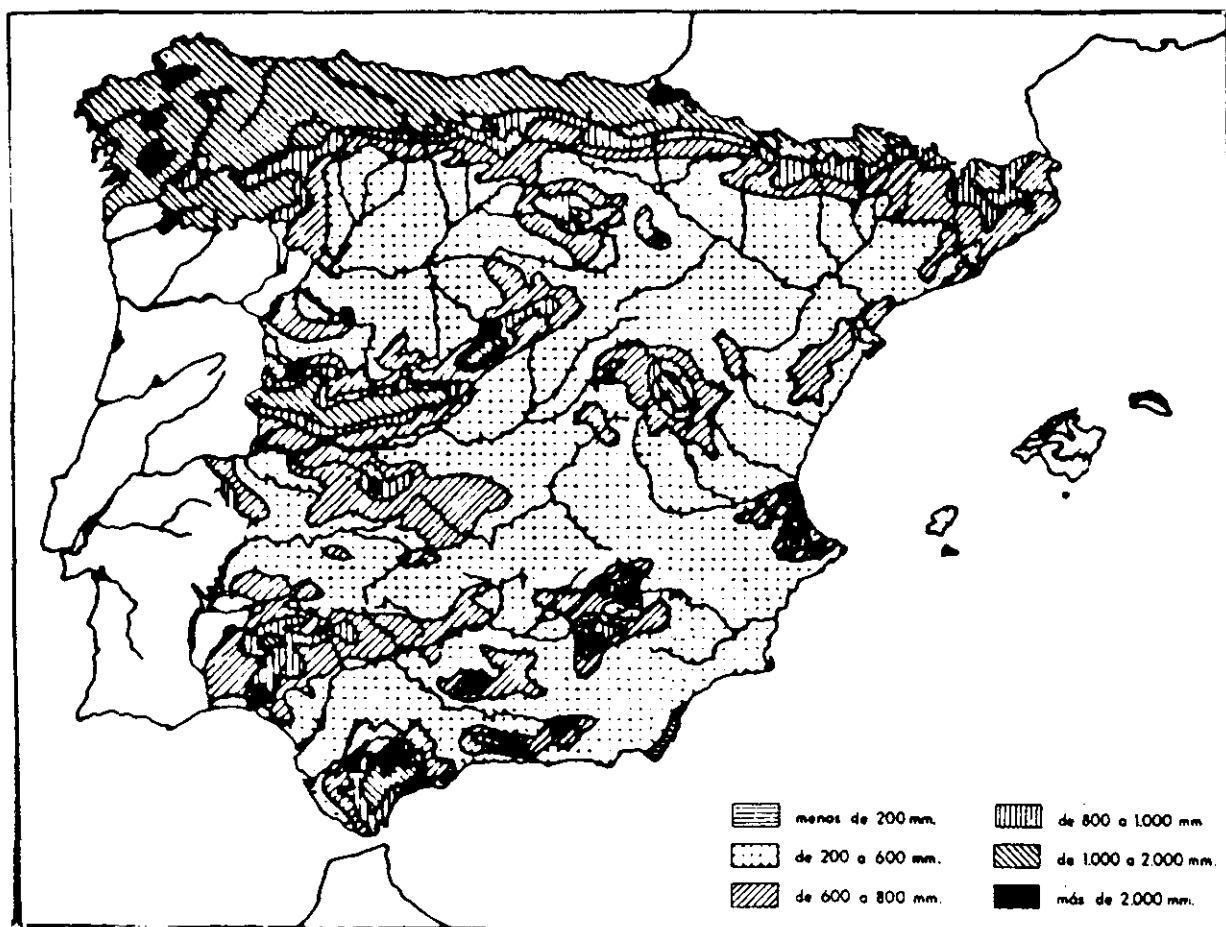 menos de 200 mm.
de 200 a 600 mm.
de 600 a 800 mm.
de 800 a 1.000 mm
de 1.000 a 2.000 mm.
más de 2.000 mm.